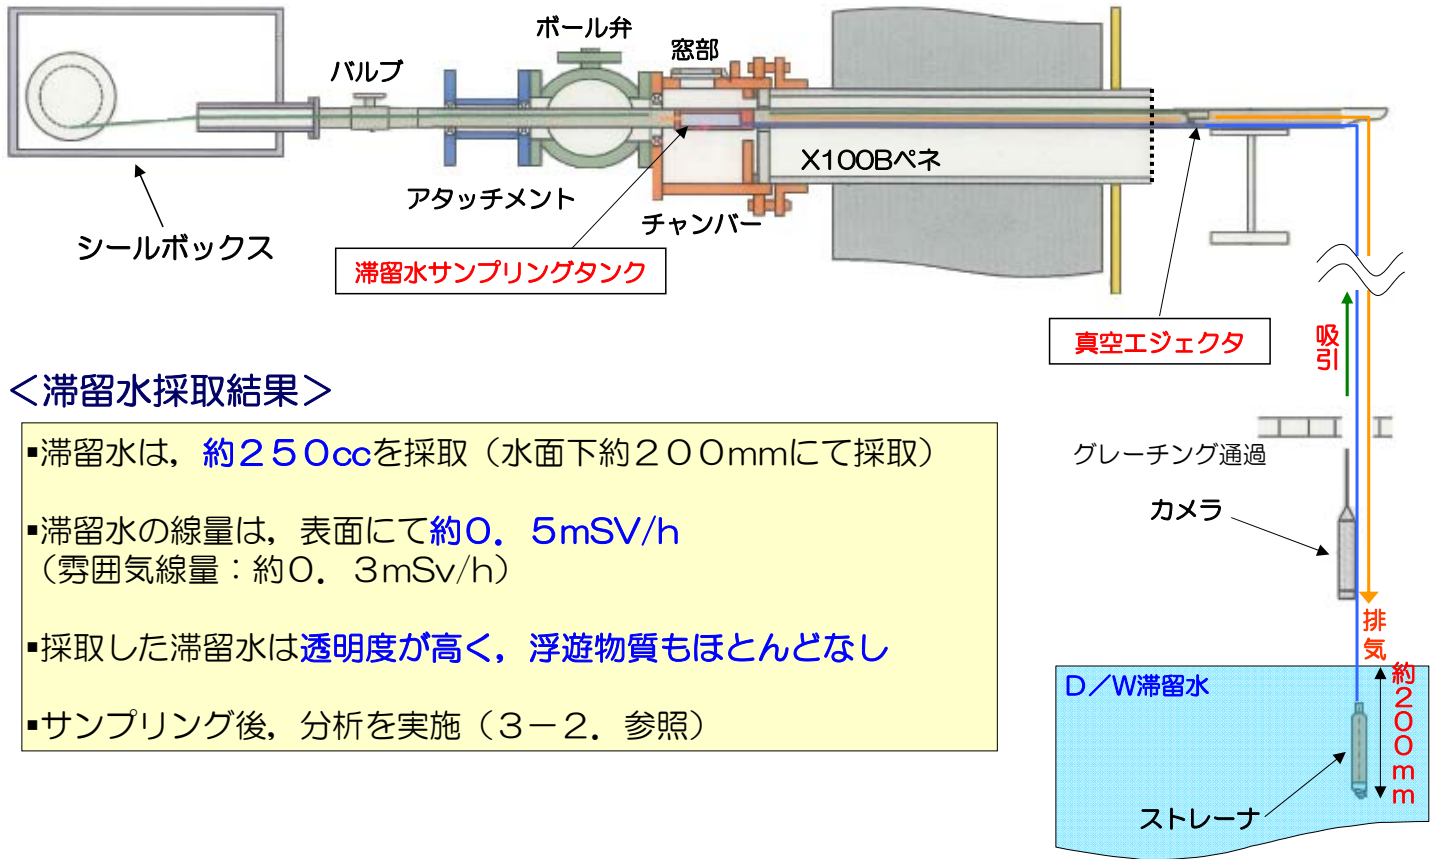 ボール弁
窓部
バルブ
X100Bペネ
アタッチメント
チャンバー
シールボックス
滞留水サンプリングタンク
真空エジェクタ
吸引
＜滞留水採取結果＞
▪滞留水は，約２５０ccを採取（水面下約２００mmにて採取）
▪滞留水の線量は，表面にて約０．５mSV/h
（雰囲気線量：約０．３mSv/h）
▪採取した滞留水は透明度が高く，浮遊物質もほとんどなし
▪サンプリング後，分析を実施（３－２．参照）
グレーチング通過
カメラ
排気
D／W滞留水
約２００mm
ストレーナ